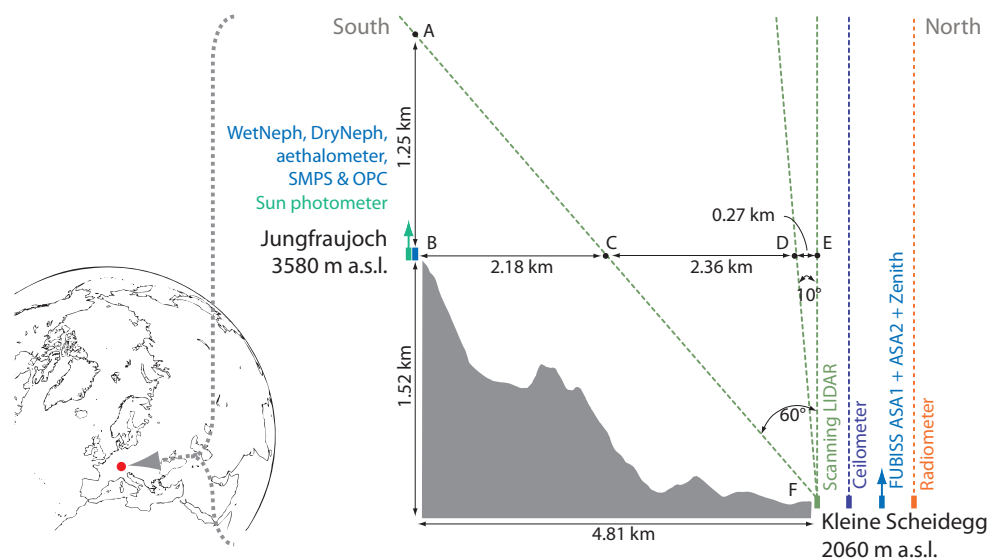 South
North
A
1.25 km
WetNeph, DryNeph,
aethalometer,
SMPS & OPC
Sun photometer
Jungfraujoch
3580 m a.s.l.
B
C
D
E
0.27 km
2.18 km
2.36 km
10°
1.52 km
60°
F
Scanning LIDAR
Ceilometer
FUBISS ASA1 + ASA2 + Zenith
Radiometer
4.81 km
Kleine Scheidegg
2060 m a.s.l.